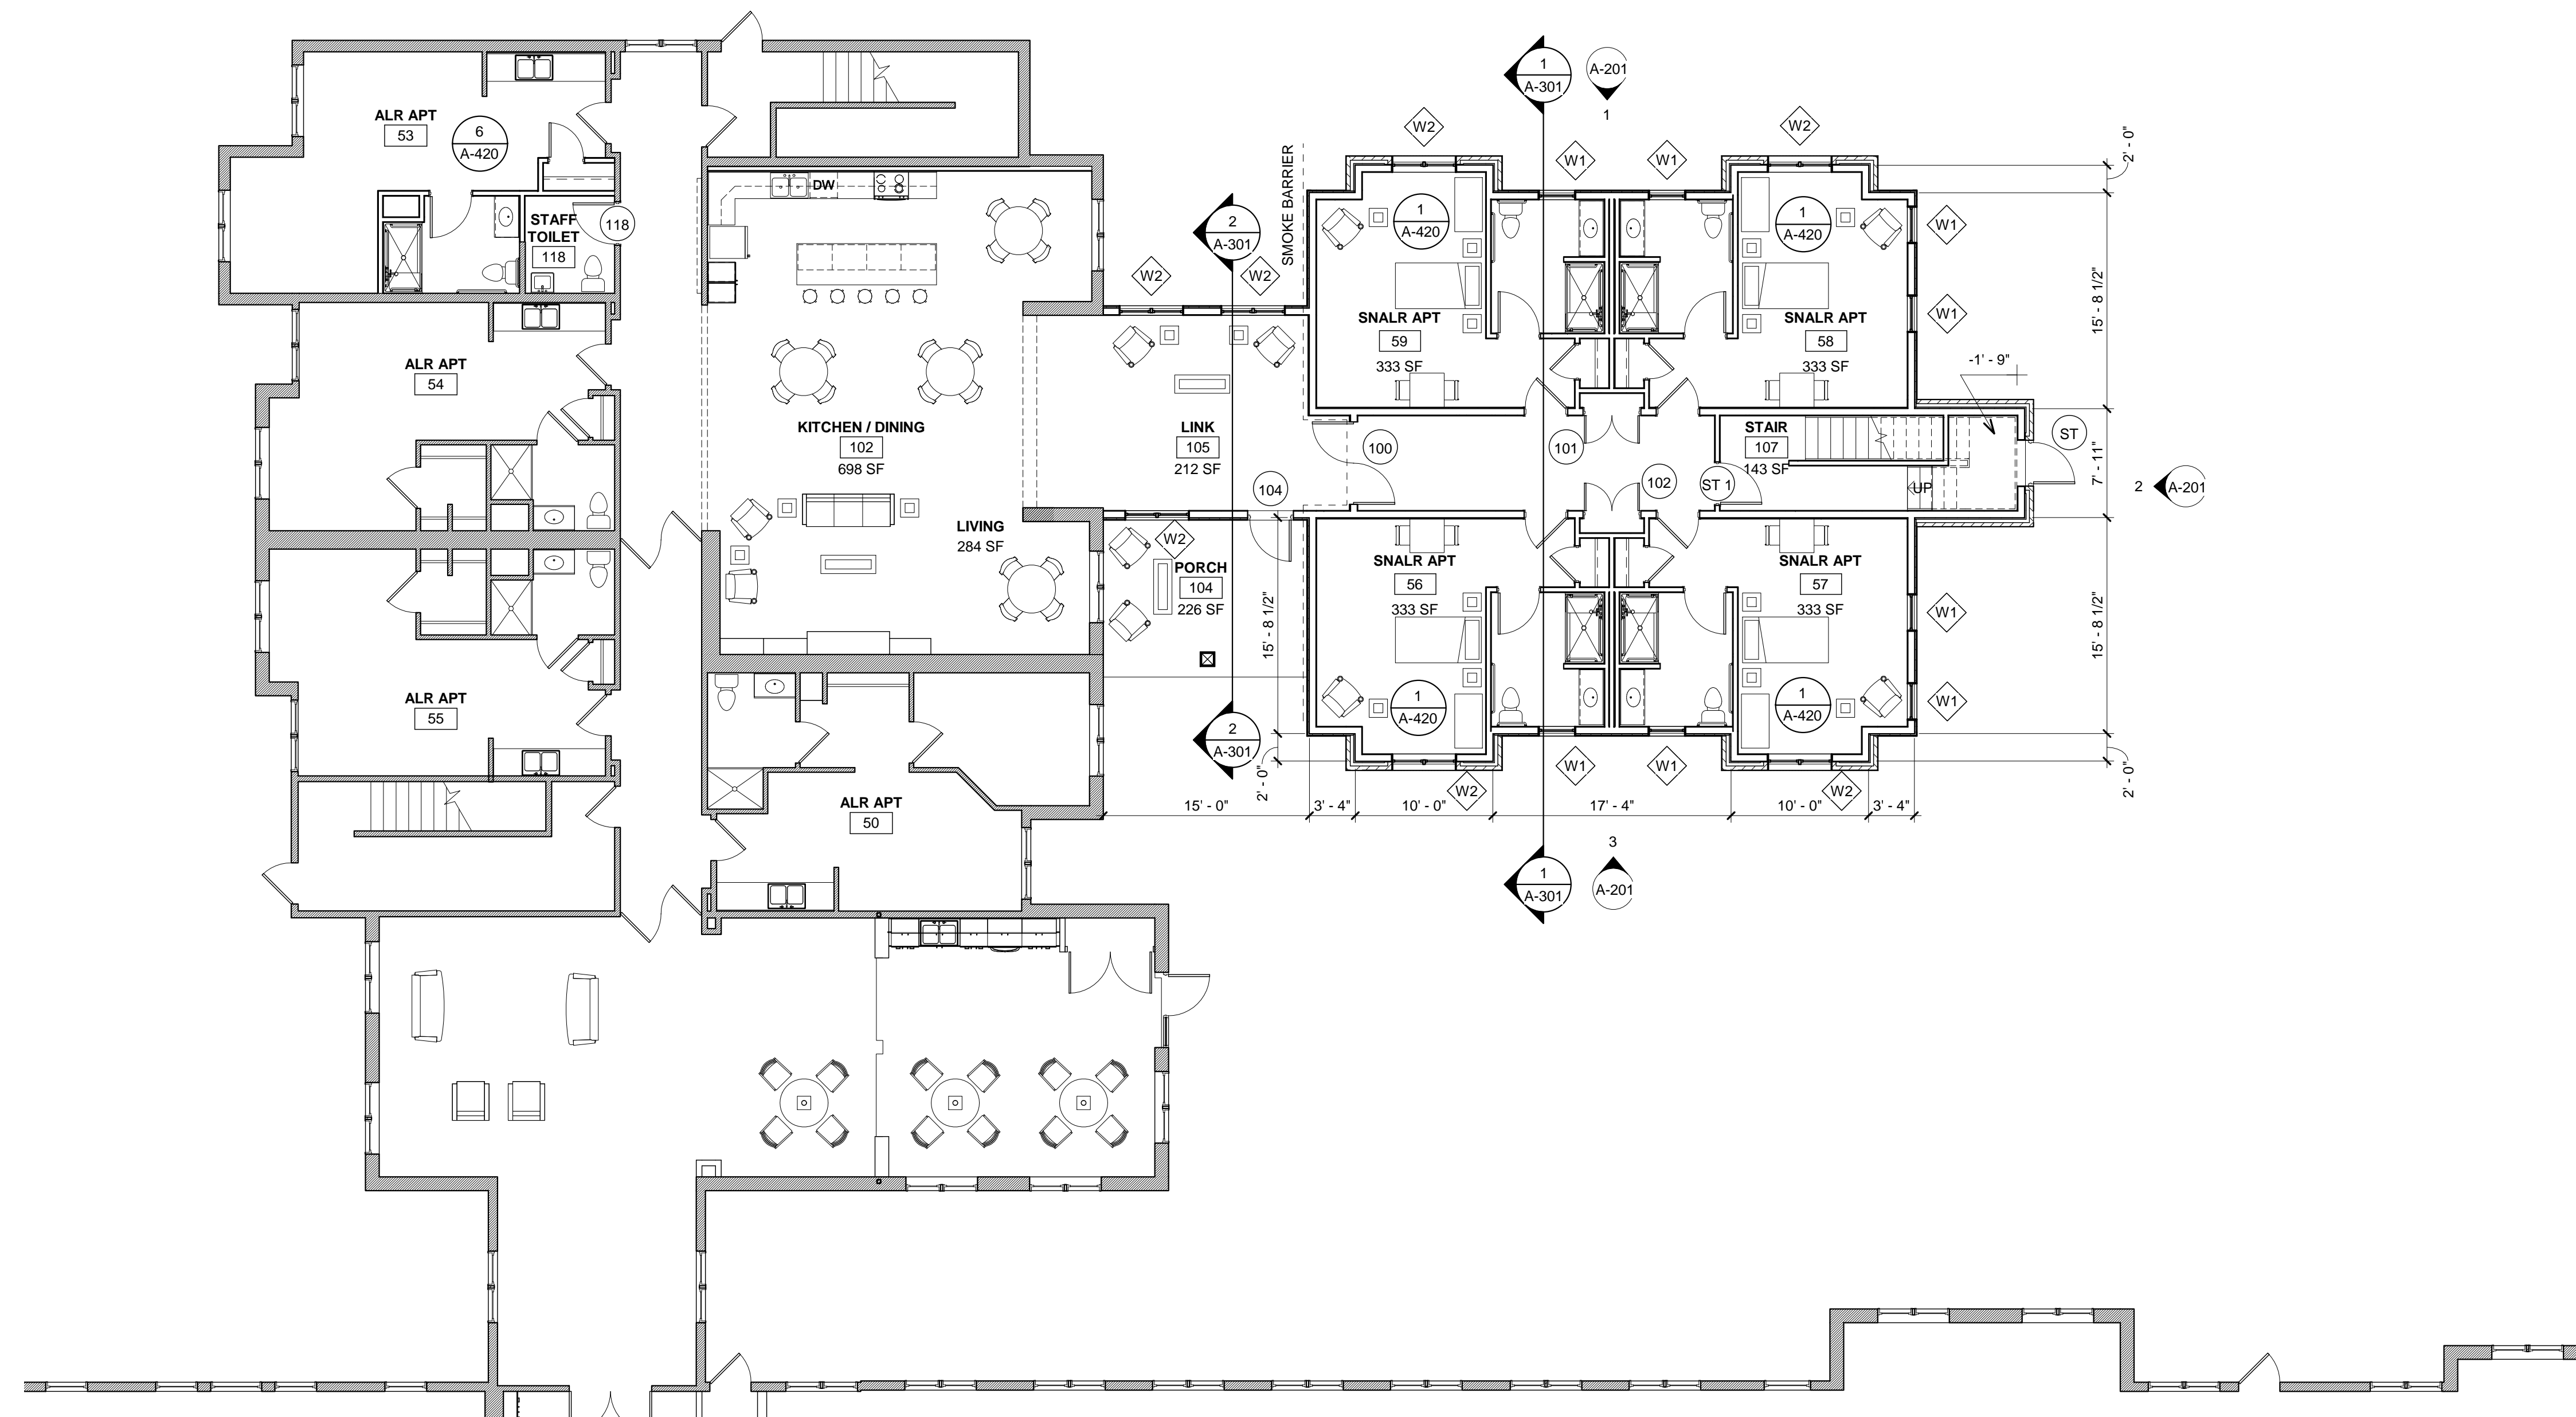 ALR APT
53
6
A-420
STAFF
TOILET
118
118
ALR APT
54
ALR APT
55
DW
KITCHEN / DINING
102
698 SF
LIVING
284 SF
ALR APT
50
2
A-301
W2
W2
SMOKE BARRIER
LINK
105
212 SF
104
W2
PORCH
104
226 SF
2
A-301
1
A-301
A-201
1
W2
W1
W1
W2
1
A-420
SNALR APT
59
333 SF
1
A-420
SNALR APT
58
333 SF
W1
W1
-1' - 9"
100
101
102
ST 1
STAIR
107
143 SF
UP
ST
2
A-201
SNALR APT
56
333 SF
1
A-420
SNALR APT
57
333 SF
1
A-420
W1
W1
W2
W1
W1
W2
2' - 0"
15' - 8 1/2"
7' - 11"
15' - 8 1/2"
2' - 0"
15' - 8 1/2"
2' - 0"
15' - 0"
3' - 4"
10' - 0"
17' - 4"
10' - 0"
3' - 4"
1
A-301
3
A-201